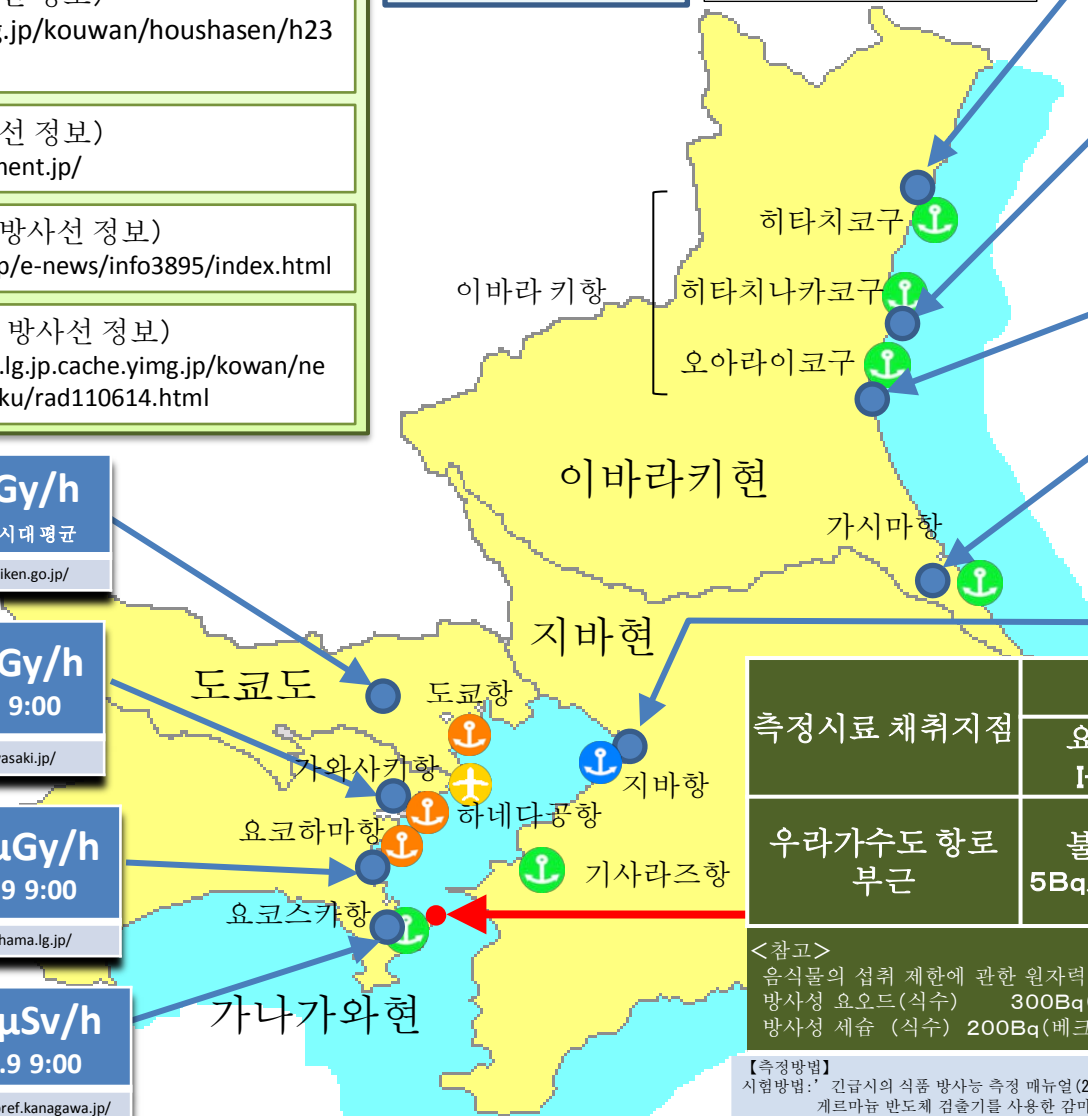 g.jp/kouwan/houshasen/h23
선 정보)
ment.jp/
방사선 정보)
p/e-news/info3895/index.html
방사선 정보)
.lg.jp.cache.yimg.jp/kowan/ne
ku/rad110614.html
히타치코구
이바라 키항
히타치나카코구
오아라이코구
이바라키현
가시마항
Gy/h
시대 평균
iken.go.jp/
지바현
Gy/h
9:00
도쿄도
도쿄항
가와사키항
지바항
하네다공항
요코하마항
μGy/h
9 9:00
hama.lg.jp/
기사라즈항
요코스카항
가나가와현
μSv/h
.9 9:00
pref.kanagawa.jp/
측정시료 채취지점
요
I-
우라가수도 항로
부근
불
5Bq
<참고>
음식물의 섭취 제한에 관한 원자력
방사성 요오드(식수) 300Bq
방사성 세슘 (식수) 200Bq(베크
【측정방법】
시험방법:’ 긴급시의 식품 방사능 측정 매뉴얼(2
게르마늄 반도체 검출기를 사용한 감마